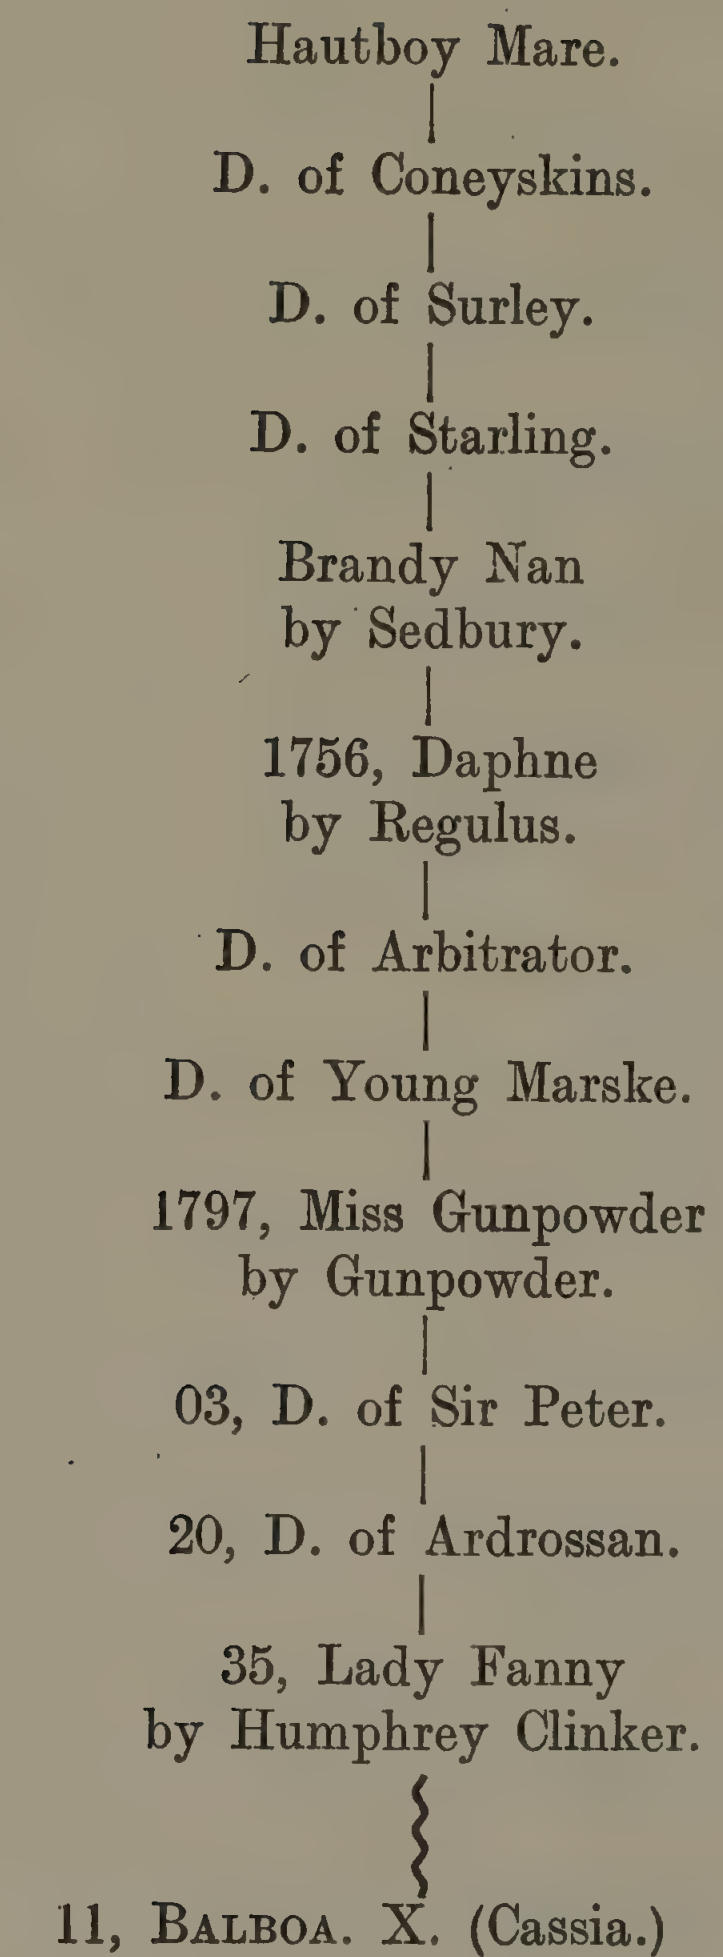 Hautboy Mare.
D. of Coneyskins.
D. of Surley.
D. of Starling.
Brandy Nan
by Sedbury.
1756, Daphne
by Regulus.
D. of Arbitrator.
D. of Young Marske.
1797, Miss Gunpowder
by Gunpowder.
03, D. of Sir Peter.
20, D. of Ardrossan.
35, Lady Fanny
by Humphrey Clinker.
11, BALBOA. X. (Cassia.)